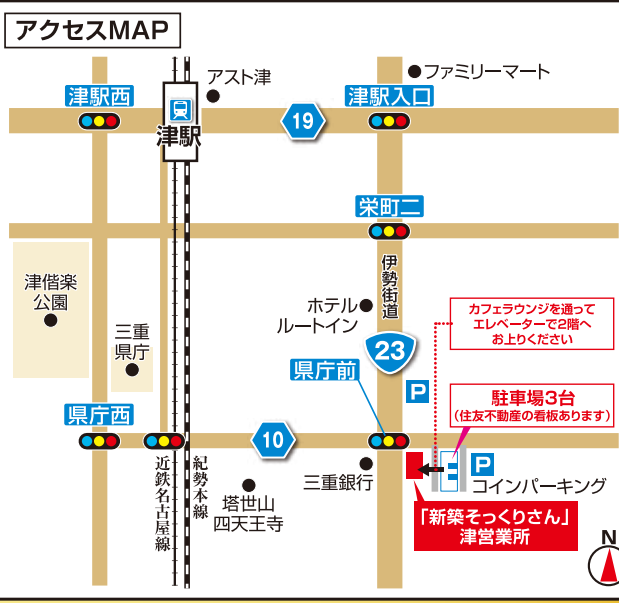 アクセスMAP
アスト津
ファミリーマート
津駅西
津駅入口
津駅
19
栄町二
津偕楽
公園
三重
県庁
伊勢街道
ホテル
ルートイン
カフェラウンジを通って
エレベーターで2階へ
お上りください
23
県庁前
P
駐車場3台
(住友不動産の看板あります)
県庁西
10
近鉄名古屋線
紀勢本線
塔世山
四天王寺
三重銀行
P
コインパーキング
「新築そっくりさん」
津営業所
N